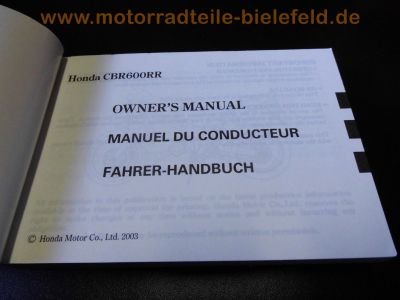 www.motorradteile-bielefeld.de
Honda CBR600RR
OWNER'S MANUAL
MANUEL DU CONDUCTEUR
FAHRER-HANDBUCH
© Honda Motor Co., Ltd. 2003